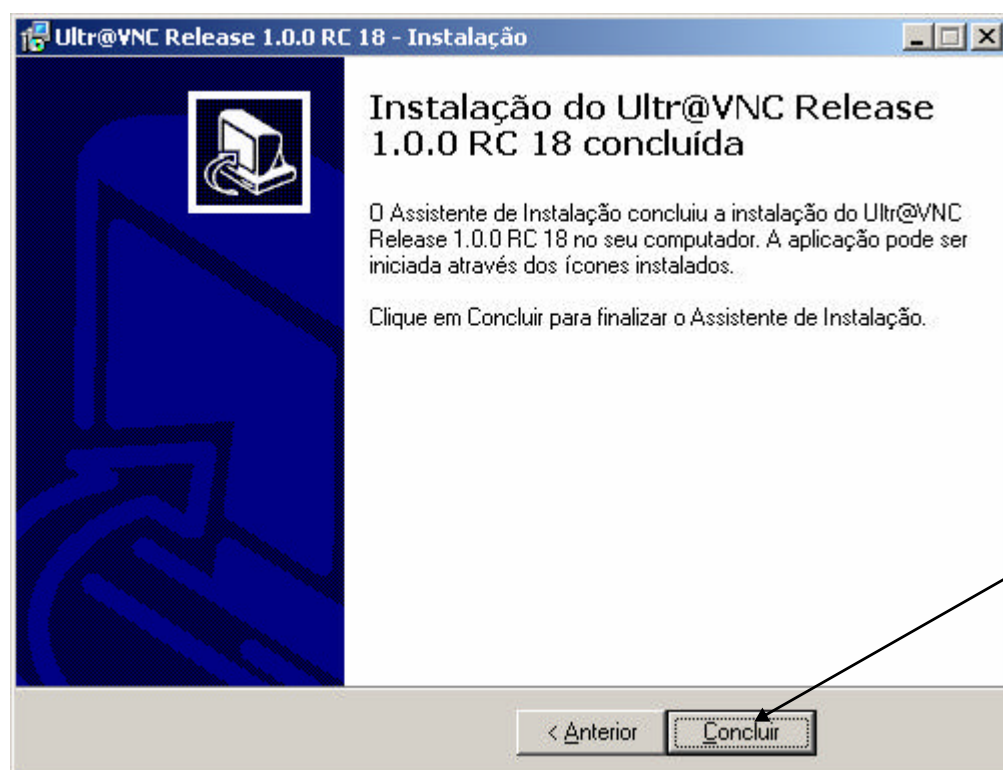 Ultr@VNC Release 1.0.0 RC 18 - Instalação
Instalação do Ultr@VNC Release
1.0.0 RC 18 concluída
O Assistente de Instalação concluiu a instalação do Ultr@VNC
Release 1.0.0 RC 18 no seu computador. A aplicação pode ser
iniciada através dos ícones instalados.
Clique em Concluir para finalizar o Assistente de Instalação.
< Anterior
Concluir